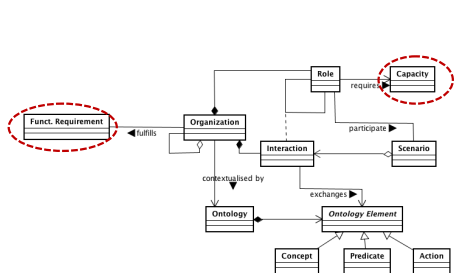 Role
Capacity
requires
Funct. Requirement
Organization
fulfills
participate
Interaction
Scenario
contextualised by
exchanges
Ontology
Ontology Element
Concept
Predicate
Action